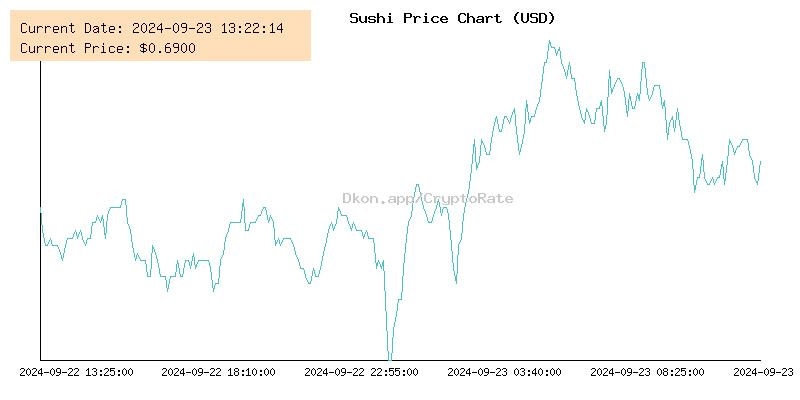 Sushi Price Chart (USD)
Current Date: 2024-09-23 13:22:14
Current Price: $0.6900
Dkon.app/CryptoRate
2024-09-22 13:25:00 2024-09-22 18:10:00 2024-09-22 22:55:00 2024-09-23 03:40:00 2024-09-23 08:25:00 2024-09-23